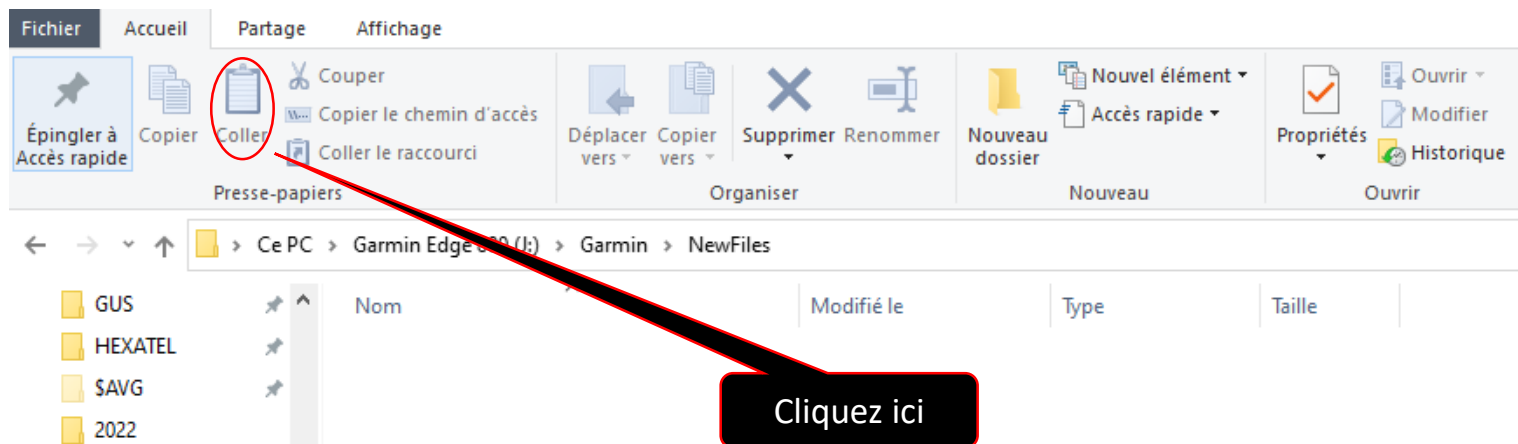 Fichier Accueil Partage Affichage
Épingler à
Accès rapide
Copier
Coller
Couper
Copier le chemin d'accès
Coller le raccourci
Presse-papiers
Déplacer
vers
Copier
vers
Supprimer
Renommer
Organiser
Nouveau
dossier
Nouvel élément
Accès rapide
Nouveau
Propriétés
Ouvrir
Modifier
Historique
Ouvrir
Ce PC > Garmin Edge (J:) > Garmin > NewFiles
GUS
HEXATEL
$AVG
2022
Nom Modifié le Type Taille
Cliquez ici